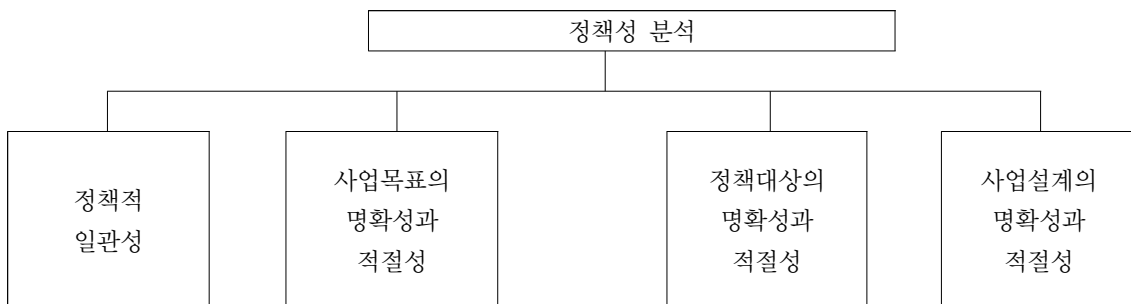 정책성 분석
정책적
일관성
사업목표의
명확성과
적절성
정책대상의
명확성과
적절성
사업설계의
명확성과
적절성